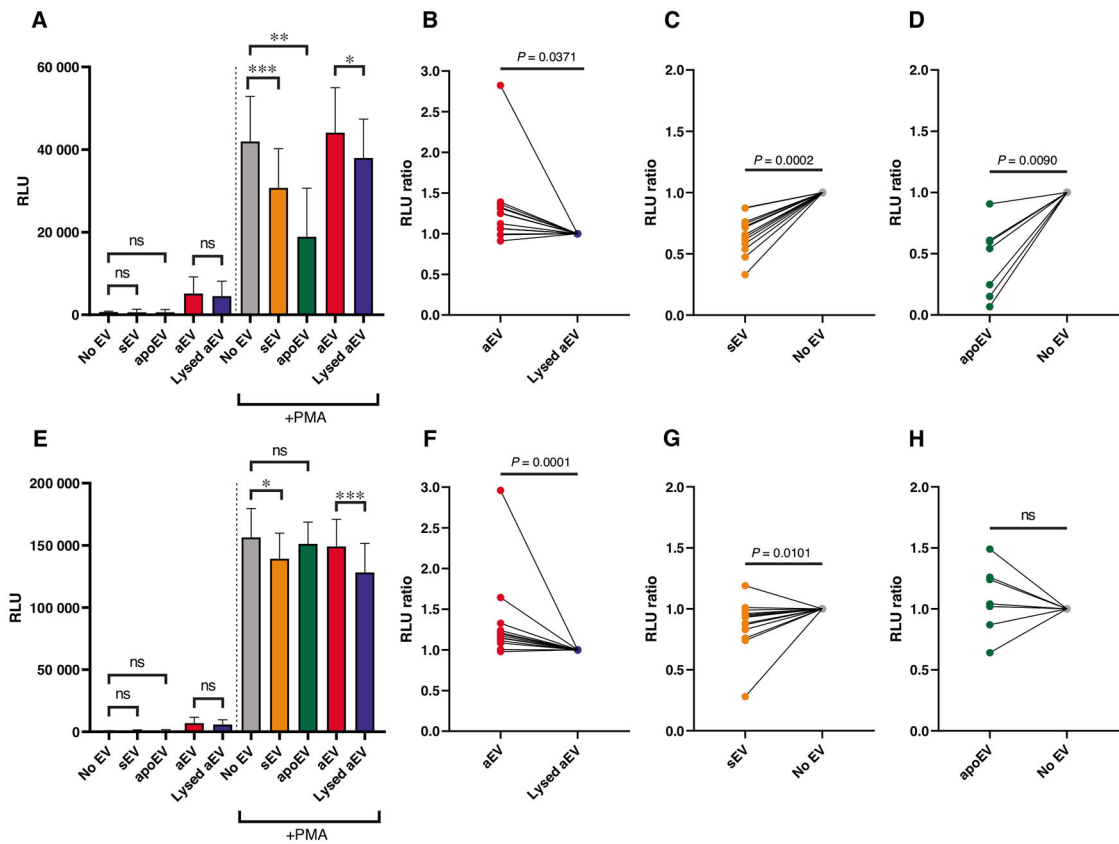 A
B
C
D
60 000
40 000
20 000
0
RLU
ns
ns
ns
***
**
*
No EV
sEV
apoEV
aEV
Lysed aEV
No EV
sEV
apoEV
aEV
Lysed aEV
+PMA
P = 0.0371
3.0
2.5
2.0
1.5
1.0
0.5
0.0
RLU ratio
aEV
Lysed aEV
P = 0.0002
2.0
1.5
1.0
0.5
0.0
RLU ratio
sEV
No EV
P = 0.0090
2.0
1.5
1.0
0.5
0.0
RLU ratio
apoEV
No EV
E
F
G
H
200 000
150 000
100 000
50 000
0
RLU
ns
ns
ns
ns
*
***
No EV
sEV
apoEV
aEV
Lysed aEV
No EV
sEV
apoEV
aEV
Lysed aEV
+PMA
P = 0.0001
3.0
2.5
2.0
1.5
1.0
0.5
0.0
RLU ratio
aEV
Lysed aEV
P = 0.0101
2.0
1.5
1.0
0.5
0.0
RLU ratio
sEV
No EV
ns
2.0
1.5
1.0
0.5
0.0
RLU ratio
apoEV
No EV